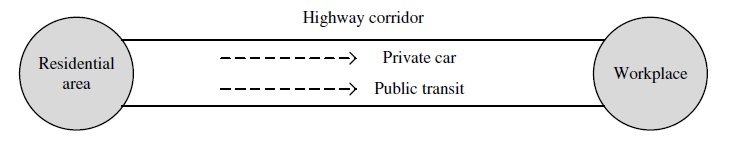 Highway corridor
Residential
area
Private car
Public transit
Workplace